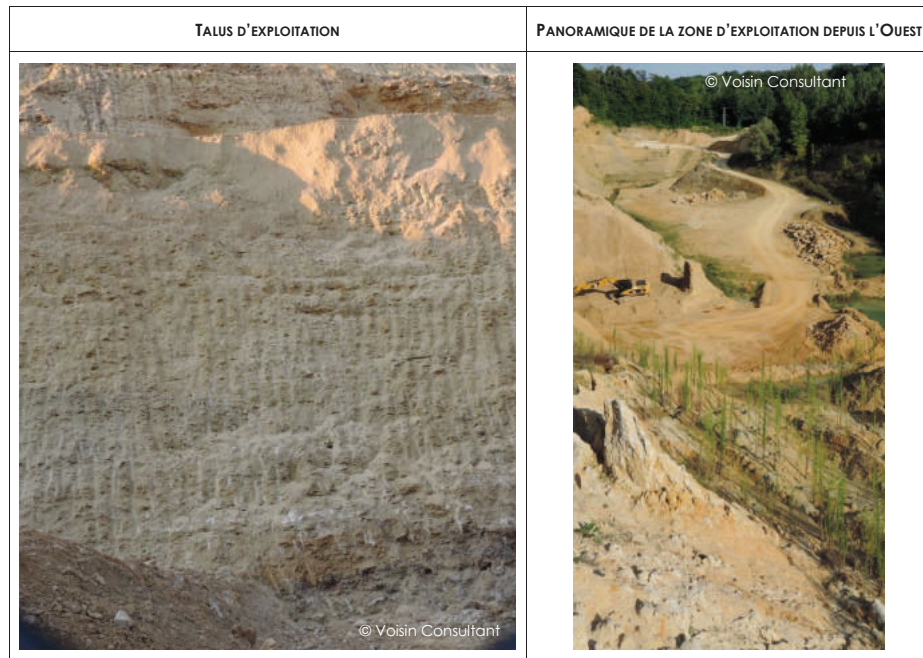 TALUS D'EXPLOITATION
PANORAMIQUE DE LA ZONE D'EXPLOITATION DEPUIS L'OUEST
© Voisin Consultant
© Voisin Consultant